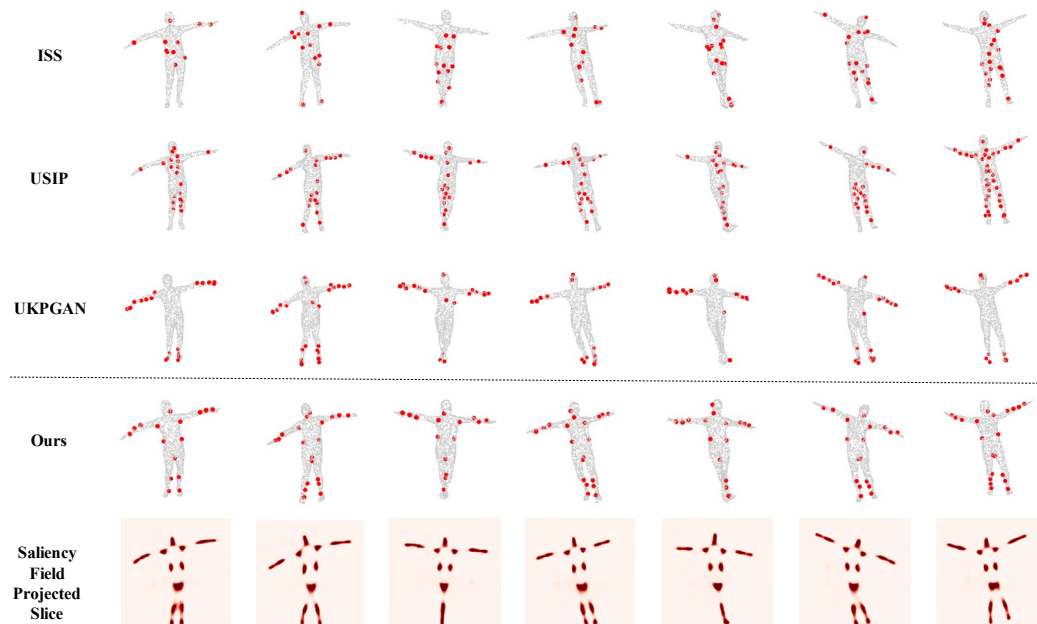 ISS
USIP
UKPGAN
Ours
Saliency
Field
Projected
Slice